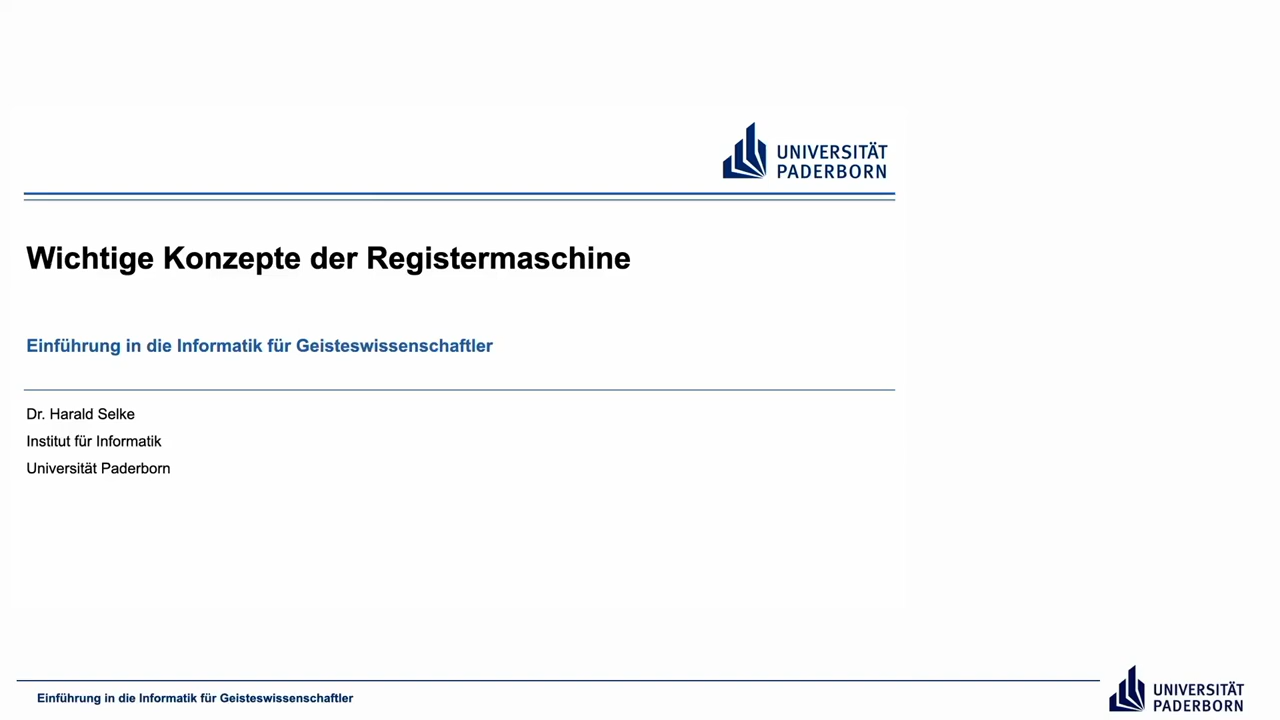 UNIVERSITÄT
PADERBORN
Wichtige Konzepte der Registermaschine
Einführung in die Informatik für Geisteswissenschaftler
Dr. Harald Selke
Institut für Informatik
Universität Paderborn
Einführung in die Informatik für Geisteswissenschaftler
UNIVERSITÄT
PADERBORN